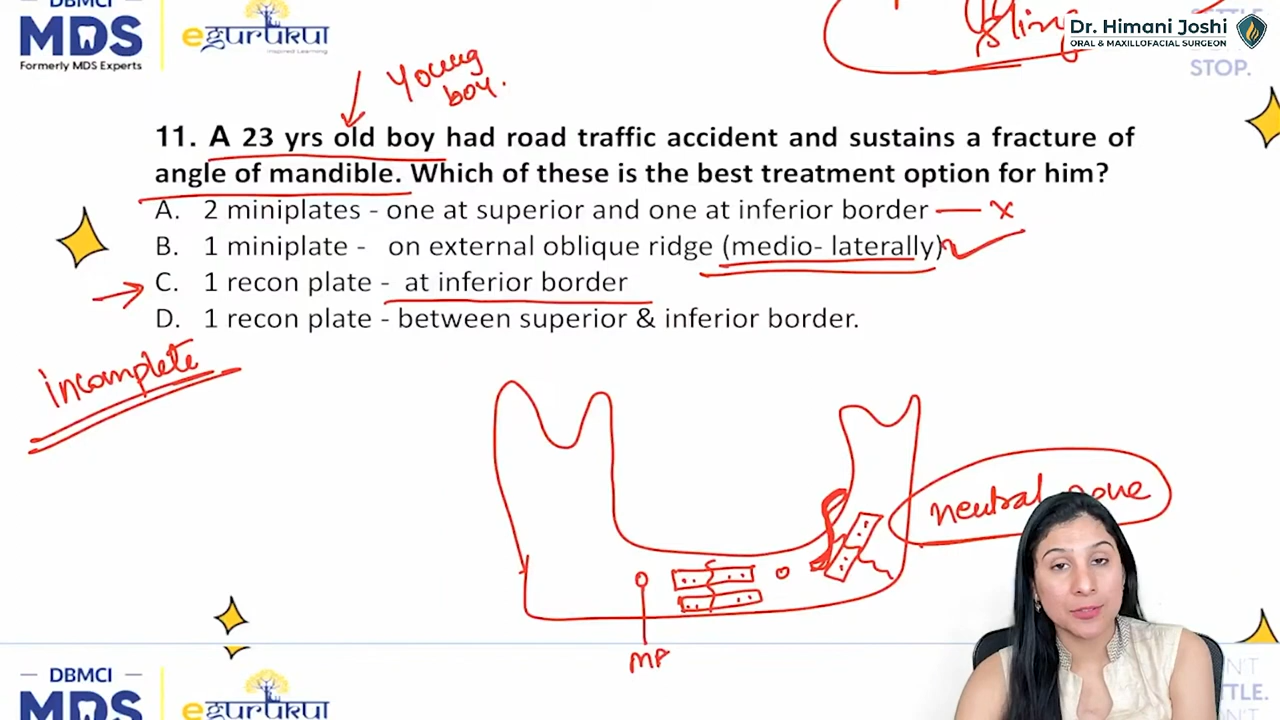 DBMCI
MDS
Formerly MDS Experts
egurukul
Inspired Learning
Sling
Dr. Himani Joshi
ORAL & MAXILLOFACIAL SURGEON
STOP.
Young
boy.
11. A 23 yrs old boy had road traffic accident and sustains a fracture of
angle of mandible. Which of these is the best treatment option for him?
A. 2 miniplates - one at superior and one at inferior border — x
B. 1 miniplate - on external oblique ridge (medio- laterally)
C. 1 recon plate - at inferior border
D. 1 recon plate - between superior & inferior border.
incomplete
neutral zone
MF
DBMCI
MDS
egurukul